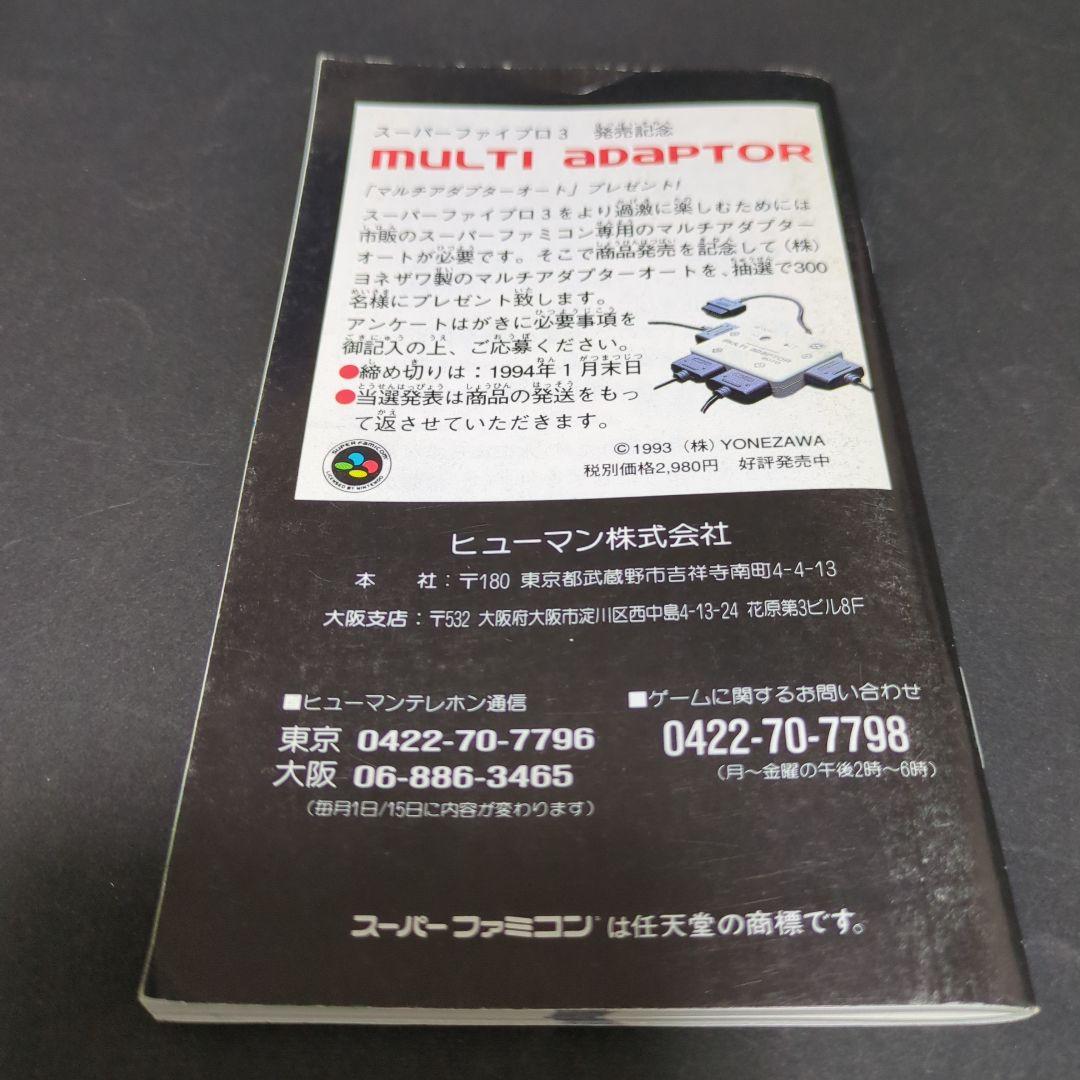 スーパーファイプロ3 発売記念
MULTI ADAPTOR
「マルチアダプターオート」プレゼント!
スーパーファイプロ3をより過激に楽しむためには
市販のスーパーファミコン専用のマルチアダプター
オートが必要です。そこで商品発売を記念して(株)
ヨネザワ製のマルチアダプターオートを、抽選で300
名様にプレゼント致します。
アンケートはがきに必要事項を
御記入の上、ご応募ください。
●締め切りは:1994年1月末日
●当選発表は商品の発送をもっ
て返させていただきます。
MULTI ADAPTOR
AUTO
SUPER FAMICOM
LICENSED BY NINTENDO
©1993 (株) YONEZAWA
税別価格2,980円 好評発売中
ヒューマン株式会社
本 社:〒180 東京都武蔵野市吉祥寺南町4-4-13
大阪支店:〒532 大阪府大阪市淀川区西中島4-13-24 花原第3ビル8F
■ヒューマンテレホン通信
東京 0422-70-7796
大阪 06-886-3465
(毎月1日/15日に内容が変わります)
■ゲームに関するお問い合わせ
0422-70-7798
(月~金曜の午後2時~6時)
スーパーファミコンは任天堂の商標です。